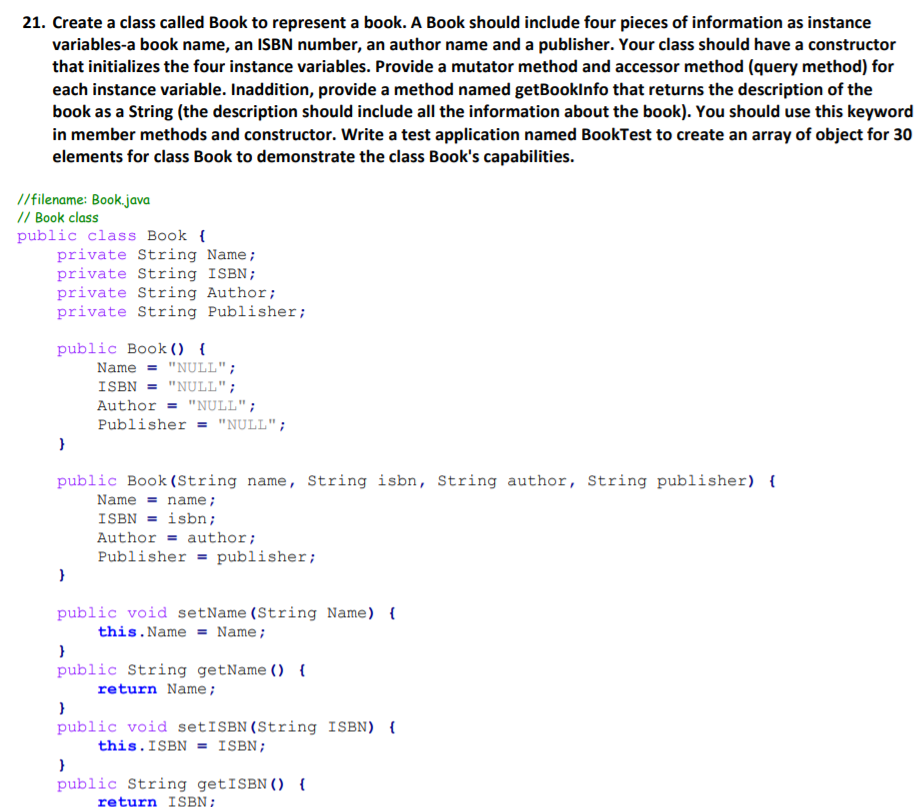 21. Create a class called Book to represent a book. A Book should include four pieces of information as instance
variables-a book name, an ISBN number, an author name and a publisher. Your class should have a constructor
that initializes the four instance variables. Provide a mutator method and accessor method (query method) for
each instance variable. Inaddition, provide a method named getBookInfo that returns the description of the
book as a String (the description should include all the information about the book). You should use this keyword
in member methods and constructor. Write a test application named BookTest to create an array of object for 30
elements for class Book to demonstrate the class Book's capabilities.
//filename: Book.java
// Book class
public class Book {
private String Name;
private String ISBN;
private String Author;
private String Publisher;
public Book() {
Name = "NULL";
ISBN = "NULL";
Author = "NULL";
Publisher = "NULL";
}
public Book(String name, String isbn, String author, String publisher) {
Name = name;
ISBN = isbn;
Author = author;
Publisher = publisher;
}
public void setName(String Name) {
this.Name = Name;
}
public String getName() {
return Name;
}
public void setISBN(String ISBN) {
this.ISBN = ISBN;
}
public String getISBN() {
return ISBN;